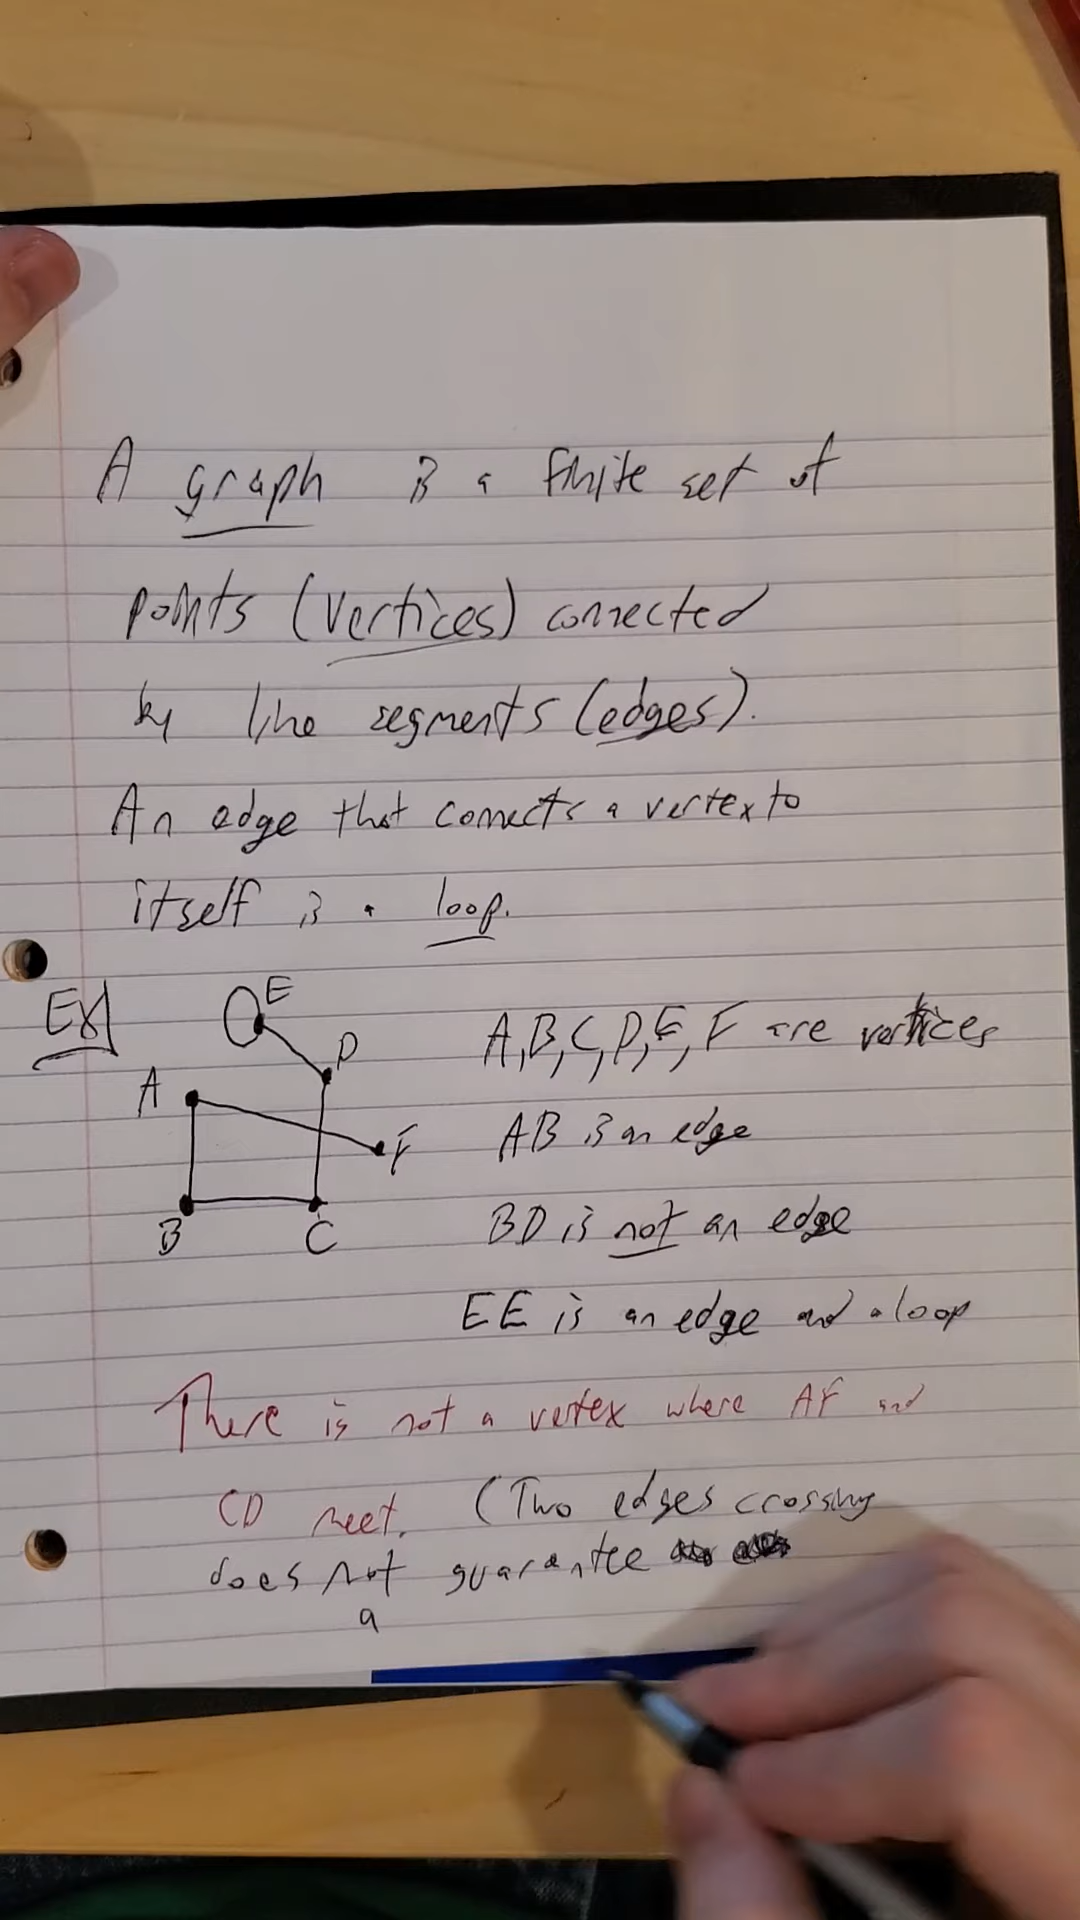 A graph is a finite set of
points (vertices) connected
by line segments (edges).
An edge that connects a vertex to
itself is a loop.
Ex
E
D
A
F
B
C
A,B,C,D,E,F are vertices
AB is an edge
BD is not an edge
EE is an edge and a loop
There is not a vertex where AF and
CD meet. (Two edges crossing
does not guarantee
a